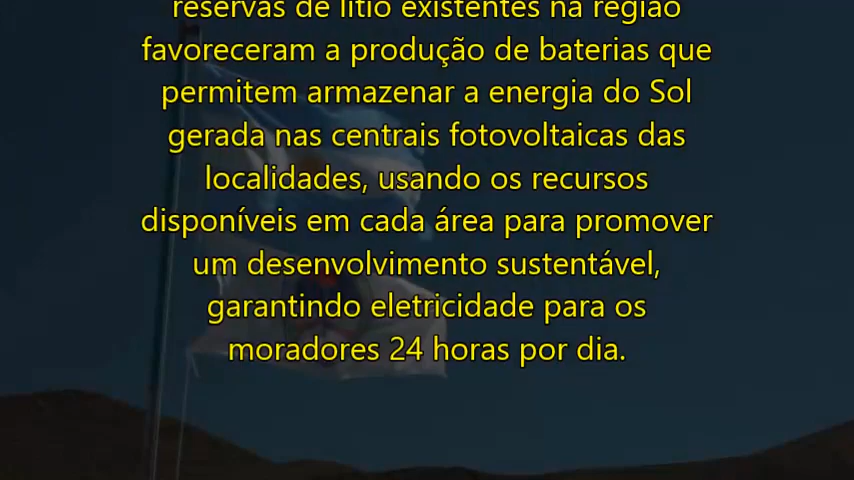 reservas de lítio existentes na região
favoreceram a produção de baterias que
permitem armazenar a energia do Sol
gerada nas centrais fotovoltaicas das
localidades, usando os recursos
disponíveis em cada área para promover
um desenvolvimento sustentável,
garantindo eletricidade para os
moradores 24 horas por dia.